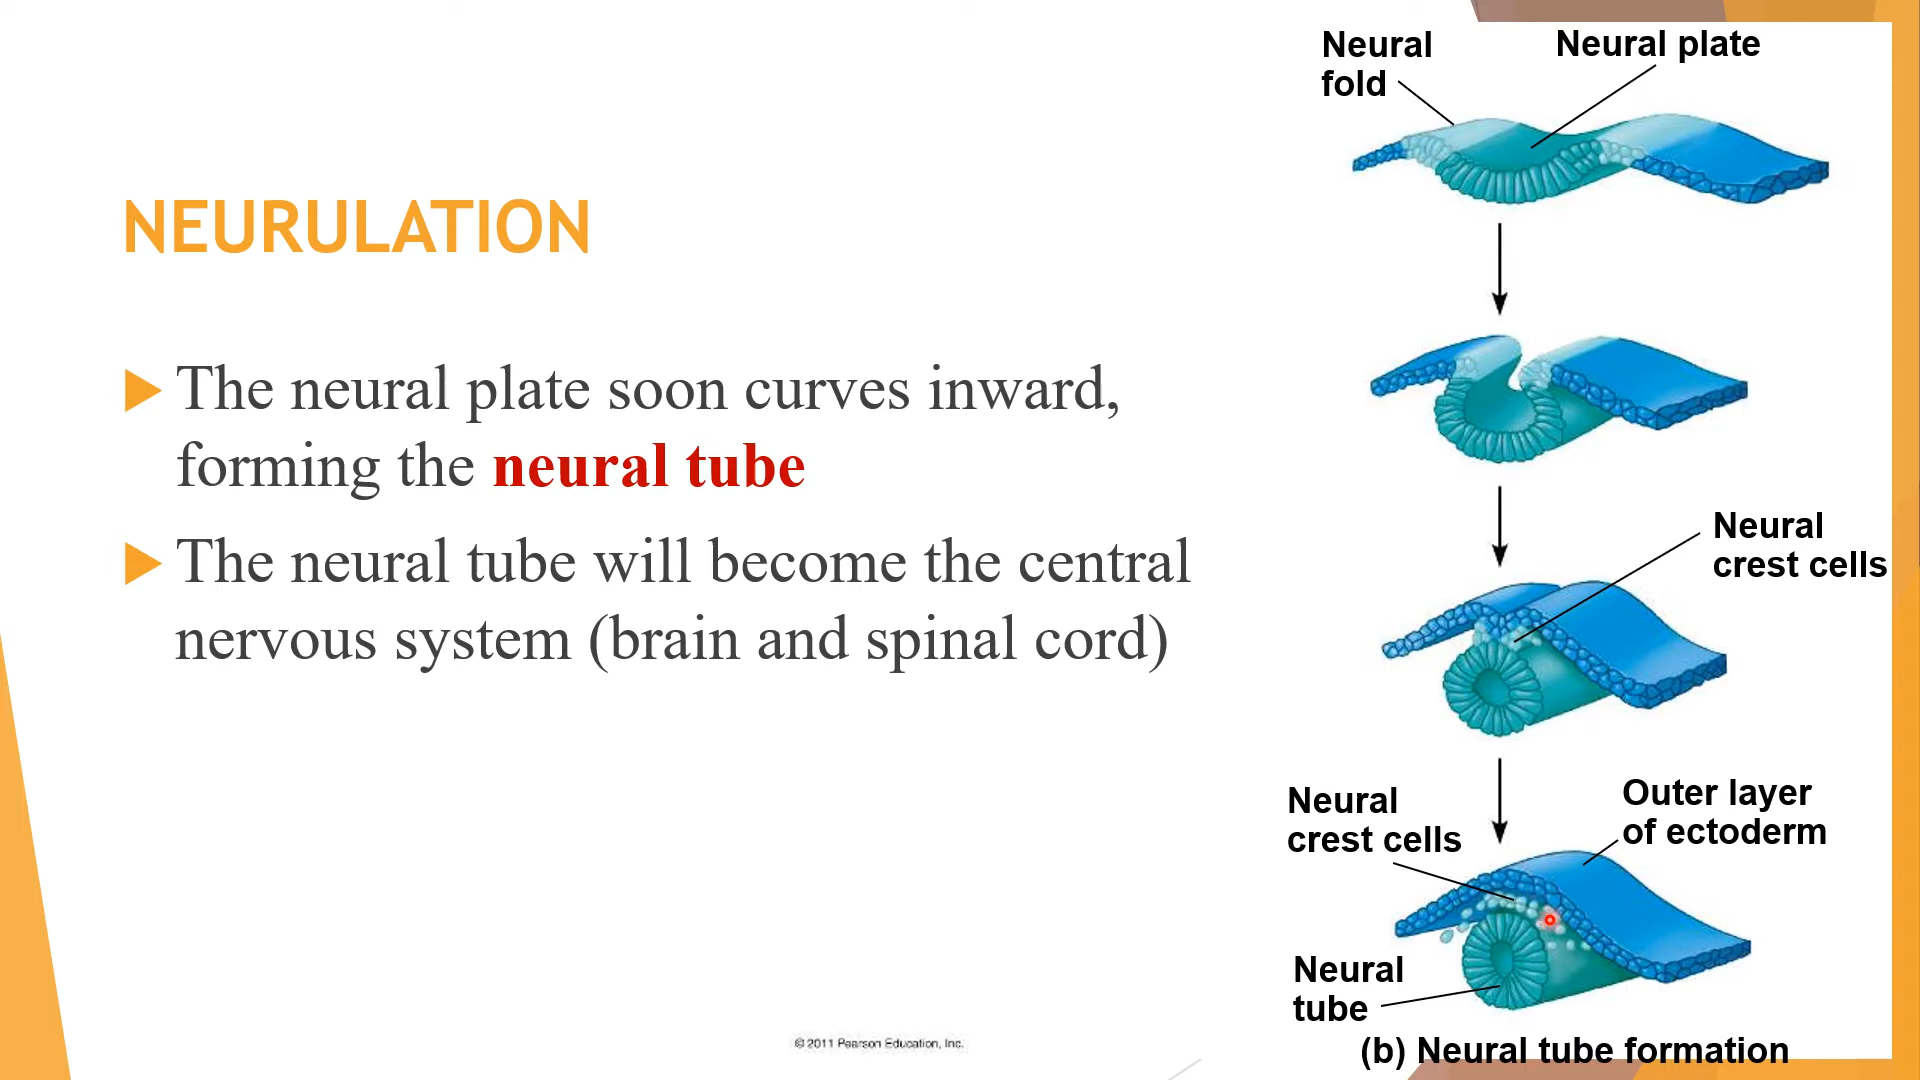 NEURULATION
The neural plate soon curves inward,
forming the neural tube
The neural tube will become the central
nervous system (brain and spinal cord)
© 2011 Pearson Education, Inc.
Neural
fold
Neural plate
Neural
crest cells
Neural
crest cells
Outer layer
of ectoderm
Neural
tube
(b) Neural tube formation